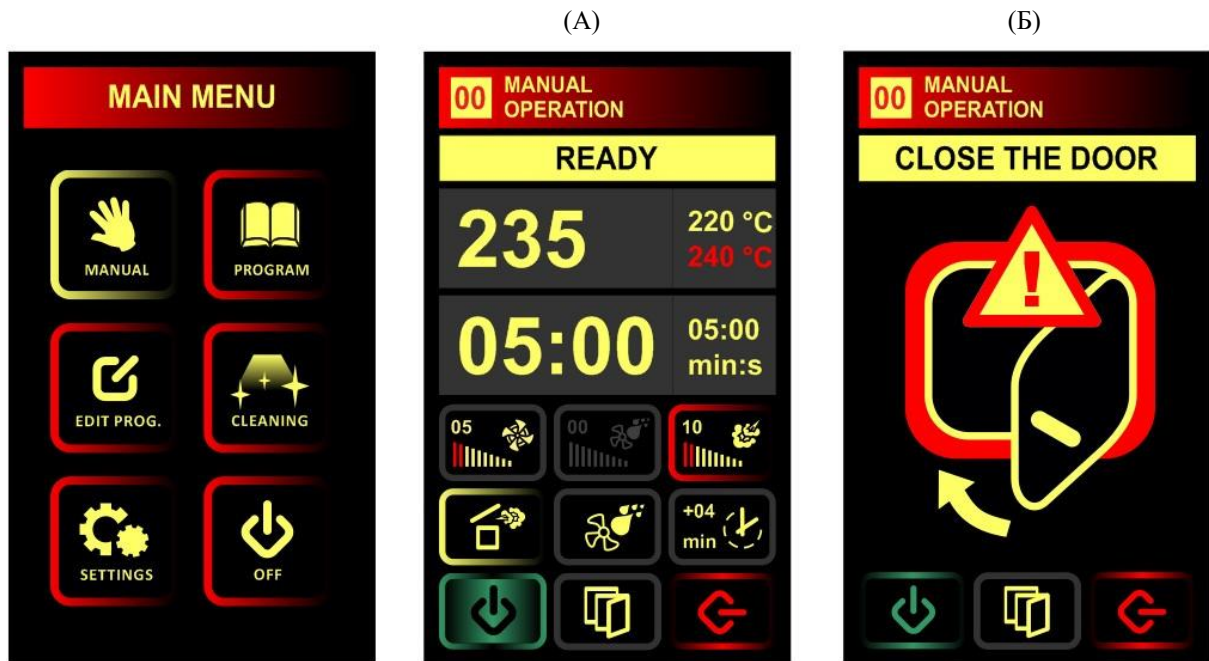 (А)
(Б)
MAIN MENU
MANUAL
PROGRAM
EDIT PROG.
CLEANING
SETTINGS
OFF
00
MANUAL
OPERATION
READY
235
220 °C
240 °C
05:00
05:00
min:s
05
00
10
+04
min
00
MANUAL
OPERATION
CLOSE THE DOOR
!